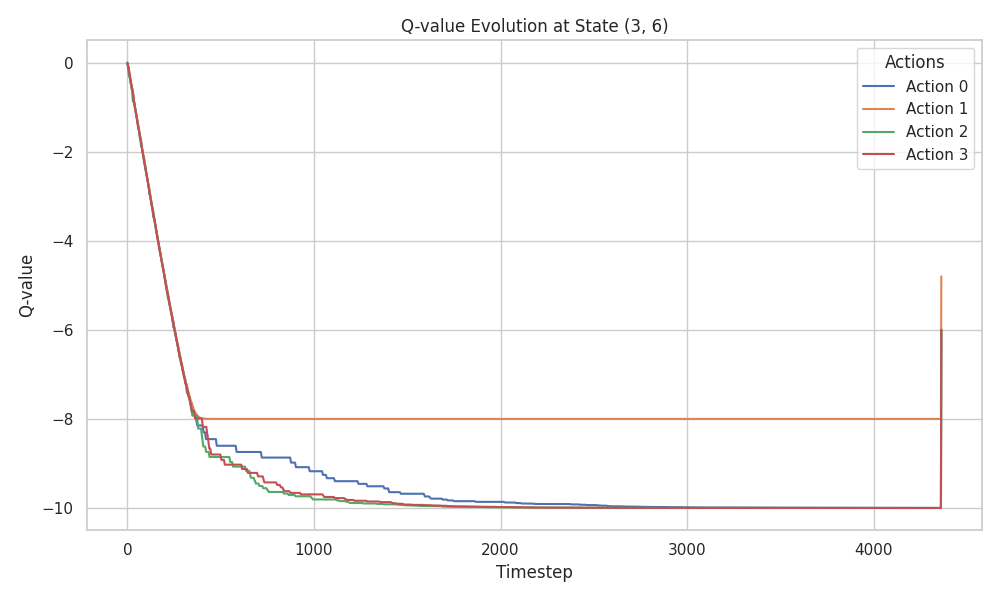 Q-value Evolution at State (3, 6)
Actions
Action 0
Action 1
Action 2
Action 3
Q-value
0
−2
−4
−6
−8
−10
0 1000 2000 3000 4000
Timestep